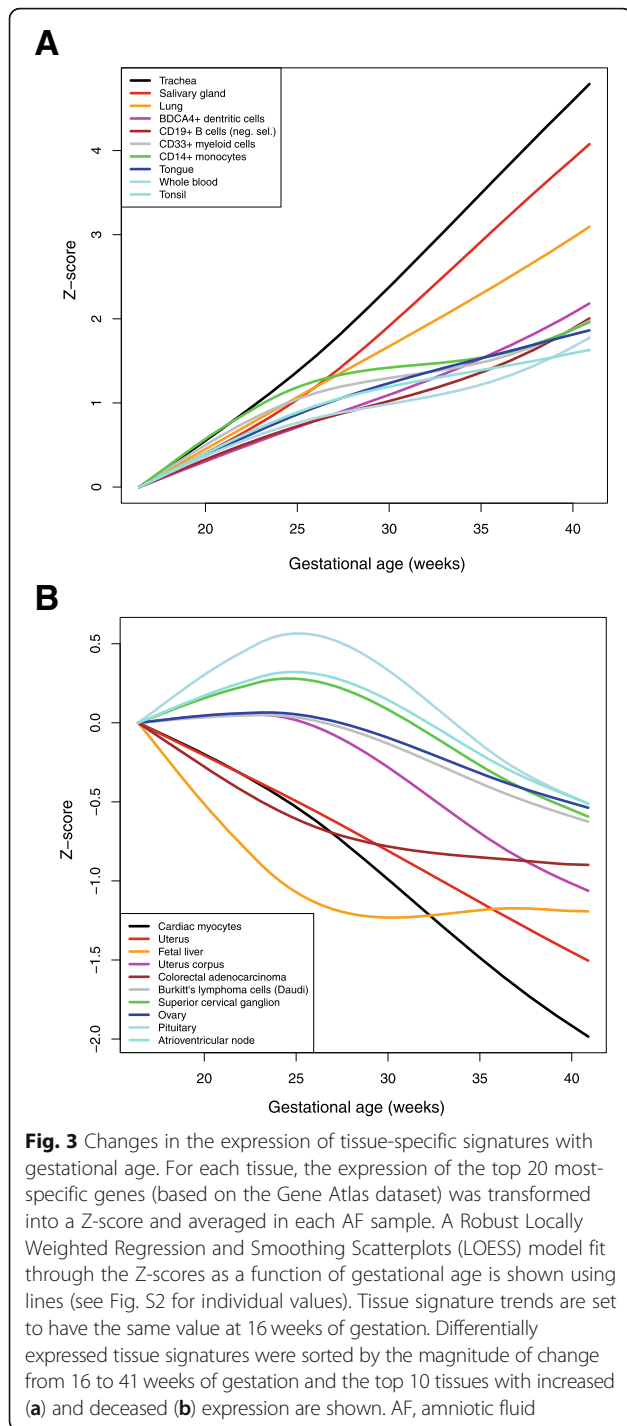 A
Trachea
Salivary gland
Lung
BDCA4+ dentritic cells
CD19+ B cells (neg. sel.)
CD33+ myeloid cells
CD14+ monocytes
Tongue
Whole blood
Tonsil
Z-score
0
1
2
3
4
20 25 30 35 40
Gestational age (weeks)
B
Z-score
0.5
0.0
−0.5
−1.0
−1.5
−2.0
Cardiac myocytes
Uterus
Fetal liver
Uterus corpus
Colorectal adenocarcinoma
Burkitt's lymphoma cells (Daudi)
Superior cervical ganglion
Ovary
Pituitary
Atrioventricular node
20 25 30 35 40
Gestational age (weeks)
Fig. 3 Changes in the expression of tissue-specific signatures with
gestational age. For each tissue, the expression of the top 20 most-
specific genes (based on the Gene Atlas dataset) was transformed
into a Z-score and averaged in each AF sample. A Robust Locally
Weighted Regression and Smoothing Scatterplots (LOESS) model fit
through the Z-scores as a function of gestational age is shown using
lines (see Fig. S2 for individual values). Tissue signature trends are set
to have the same value at 16 weeks of gestation. Differentially
expressed tissue signatures were sorted by the magnitude of change
from 16 to 41 weeks of gestation and the top 10 tissues with increased
(a) and deceased (b) expression are shown. AF, amniotic fluid